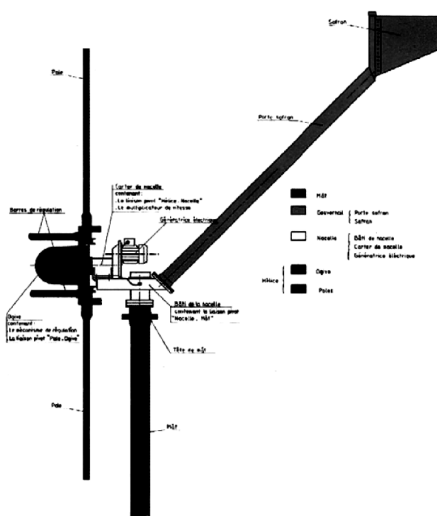 Safran
Pale
Porte safran
Carter de nacelle
contenant:
. La liaison pivot "Hélice.Nacelle"
. Le multiplicateur de vitesse
Barres de régulation
Génératrice électrique
Mât
Gouvernail
Porte safran
Safran
Nacelle
Bâti de nacelle
Carter de nacelle
Génératrice électrique
Hélice
Ogive
Pales
Ogive
contenant:
. Le mécanisme de régulation
. La liaison pivot "Pale.Ogive"
Bâti de la nacelle
contenant la liaison pivot
"Nacelle . Mât"
Tête de mât
Pale
Mât